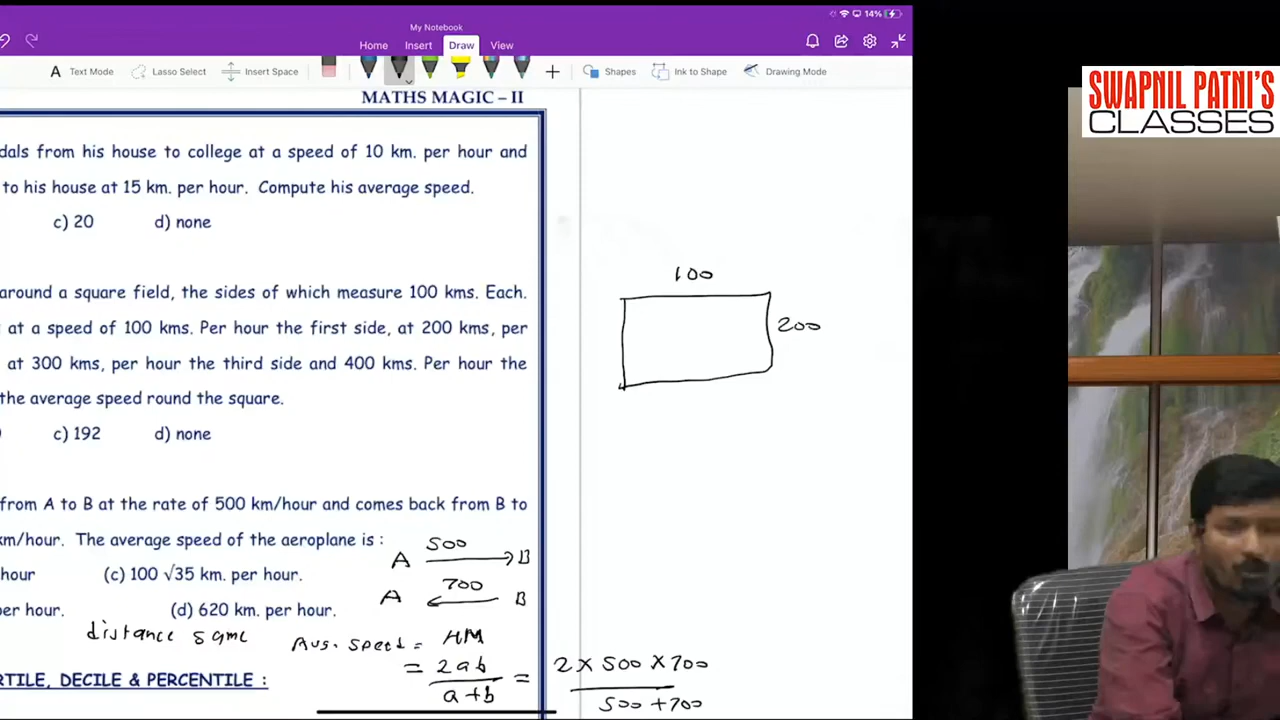 14%
My Notebook
Home Insert Draw View
Text Mode Lasso Select Insert Space Shapes Ink to Shape Drawing Mode
MATHS MAGIC – II
SWAPNIL PATNI'S
CLASSES
dals from his house to college at a speed of 10 km. per hour and
to his house at 15 km. per hour. Compute his average speed.
c) 20 d) none
100
around a square field, the sides of which measure 100 kms. Each.
at a speed of 100 kms. Per hour the first side, at 200 kms, per
200
at 300 kms, per hour the third side and 400 kms. Per hour the
the average speed round the square.
c) 192 d) none
from A to B at the rate of 500 km/hour and comes back from B to
km/hour. The average speed of the aeroplane is :
500
A B
hour (c) 100 √35 km. per hour.
700
A B
per hour. (d) 620 km. per hour.
distance same Avg. speed = HM
= 2ab / a+b = 2 × 500 × 700 / 500 + 700
RTILE, DECILE & PERCENTILE :